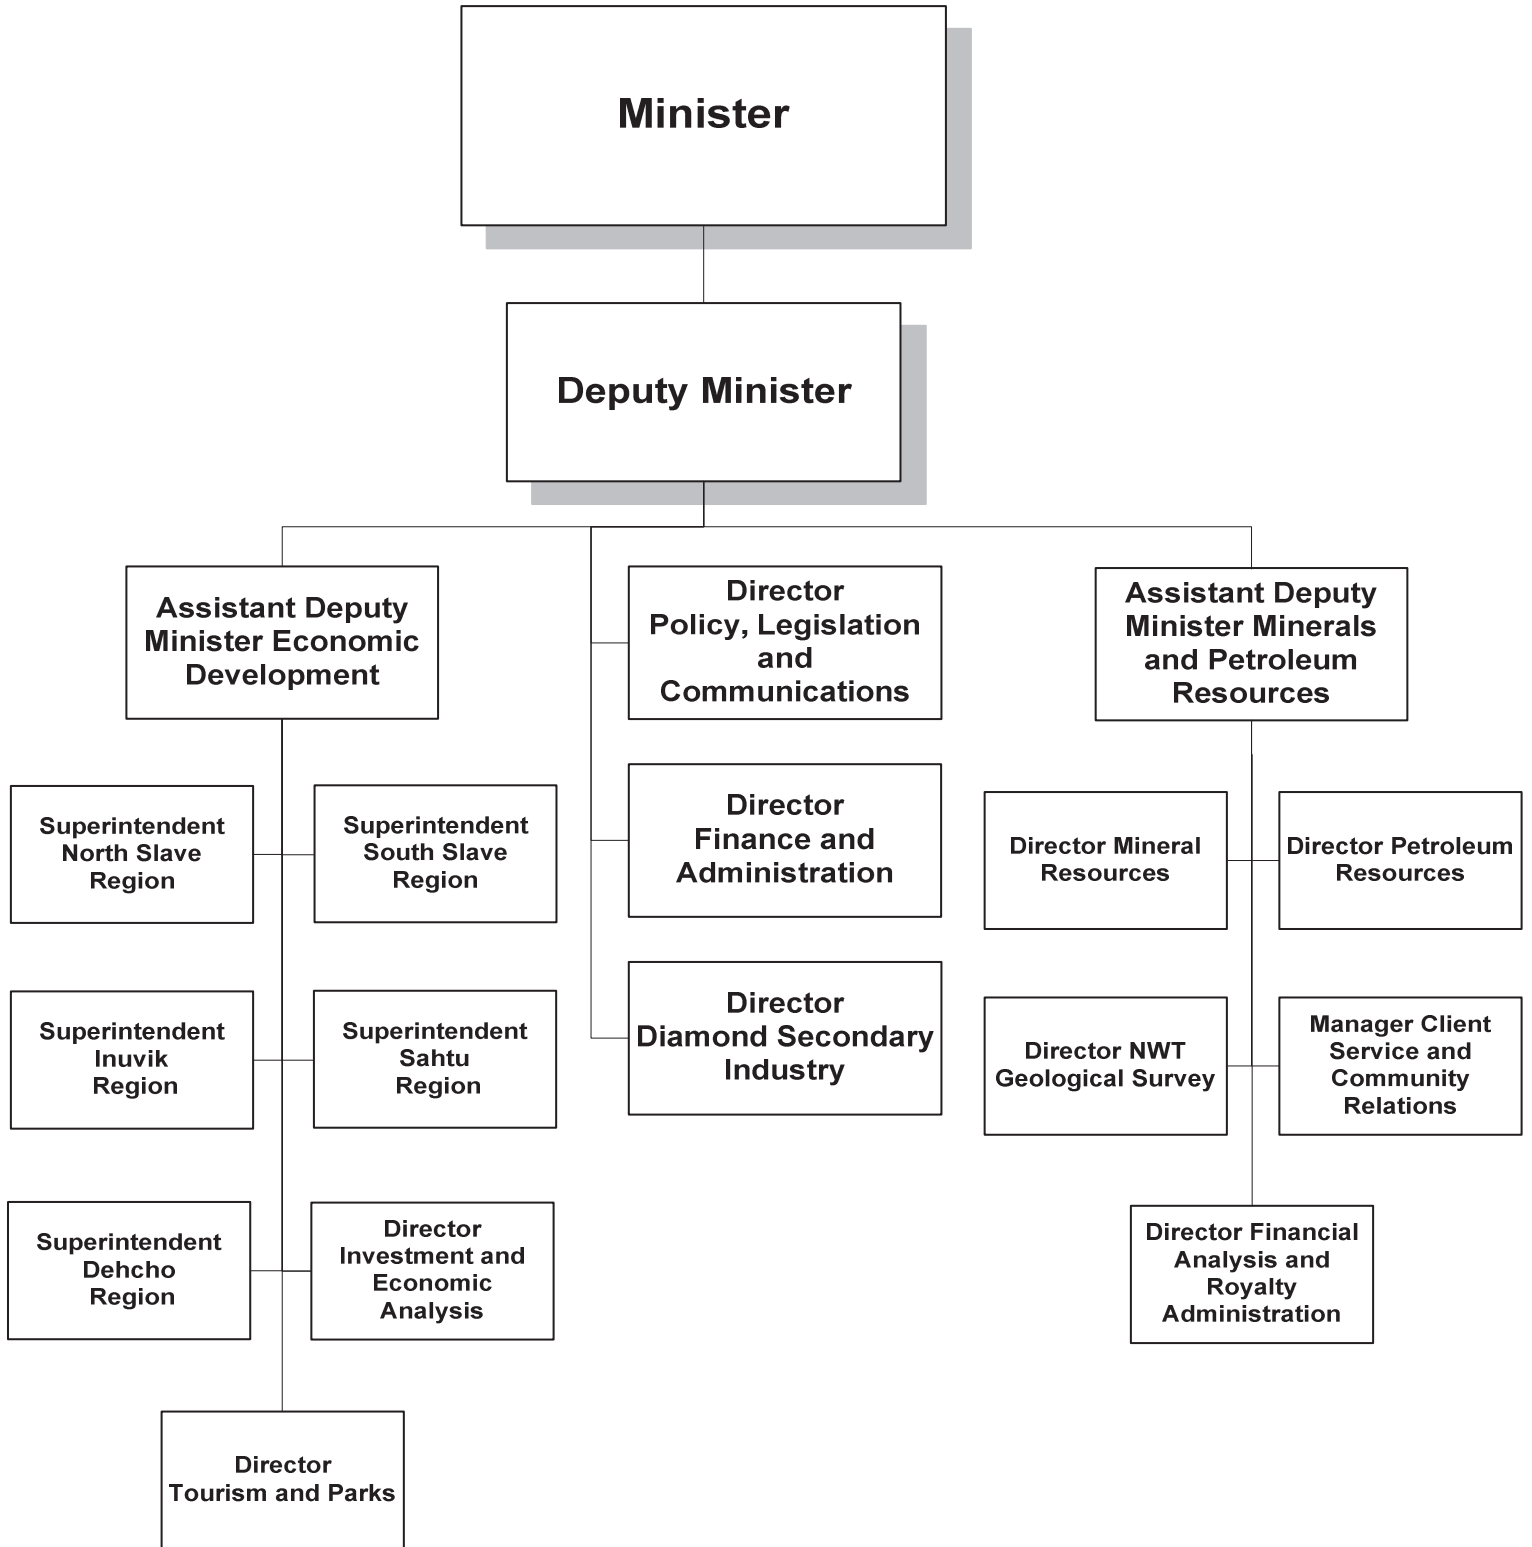 Minister
Deputy Minister
Assistant Deputy
Minister Economic
Development
Director
Policy, Legislation
and
Communications
Assistant Deputy
Minister Minerals
and Petroleum
Resources
Superintendent
North Slave
Region
Superintendent
South Slave
Region
Director
Finance and
Administration
Director Mineral
Resources
Director Petroleum
Resources
Superintendent
Inuvik
Region
Superintendent
Sahtu
Region
Director
Diamond Secondary
Industry
Director NWT
Geological Survey
Manager Client
Service and
Community
Relations
Superintendent
Dehcho
Region
Director
Investment and
Economic
Analysis
Director Financial
Analysis and
Royalty
Administration
Director
Tourism and Parks